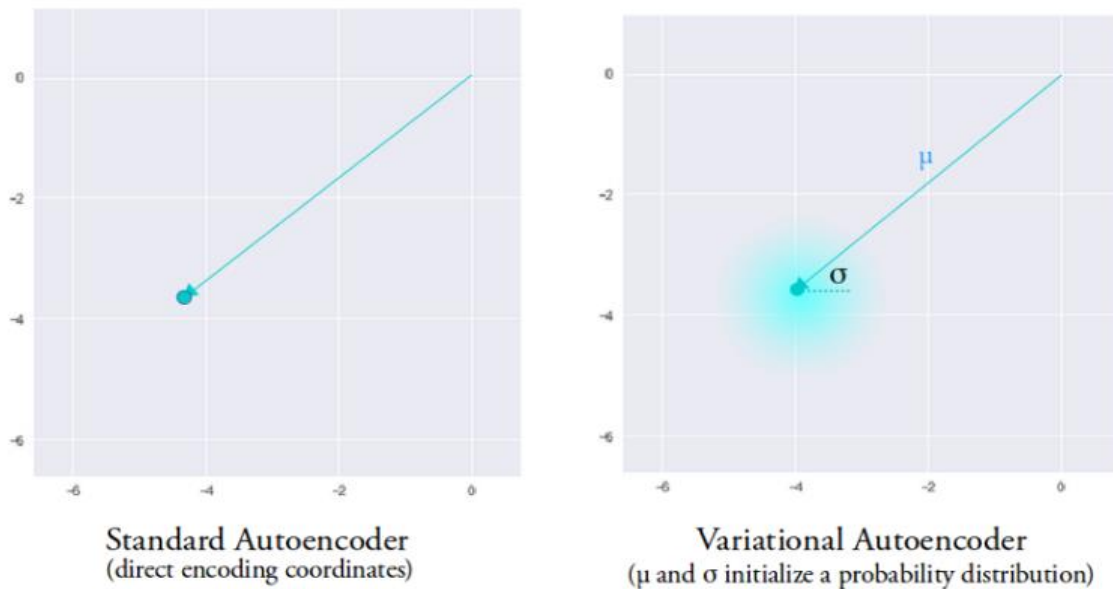 0
-2
-4
-6
-6 -4 -2 0
Standard Autoencoder
(direct encoding coordinates)
0
-2
-4
-6
μ
σ
-6 -4 -2 0
Variational Autoencoder
(μ and σ initialize a probability distribution)